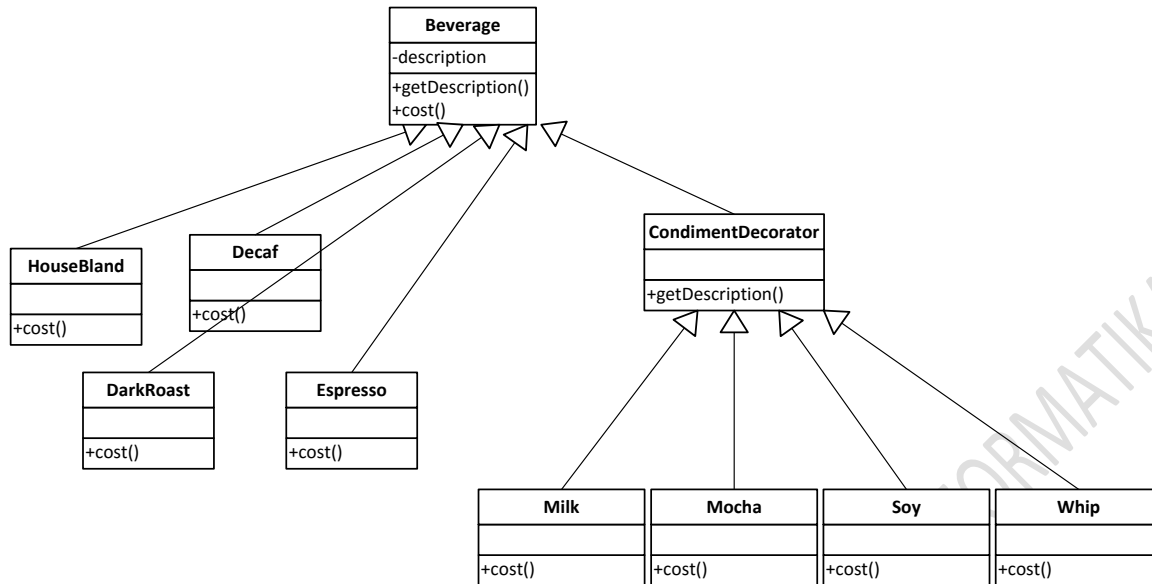 Beverage
-description
+getDescription()
+cost()
CondimentDecorator
+getDescription()
HouseBland
+cost()
Decaf
+cost()
DarkRoast
+cost()
Espresso
+cost()
Milk
+cost()
Mocha
+cost()
Soy
+cost()
Whip
+cost()